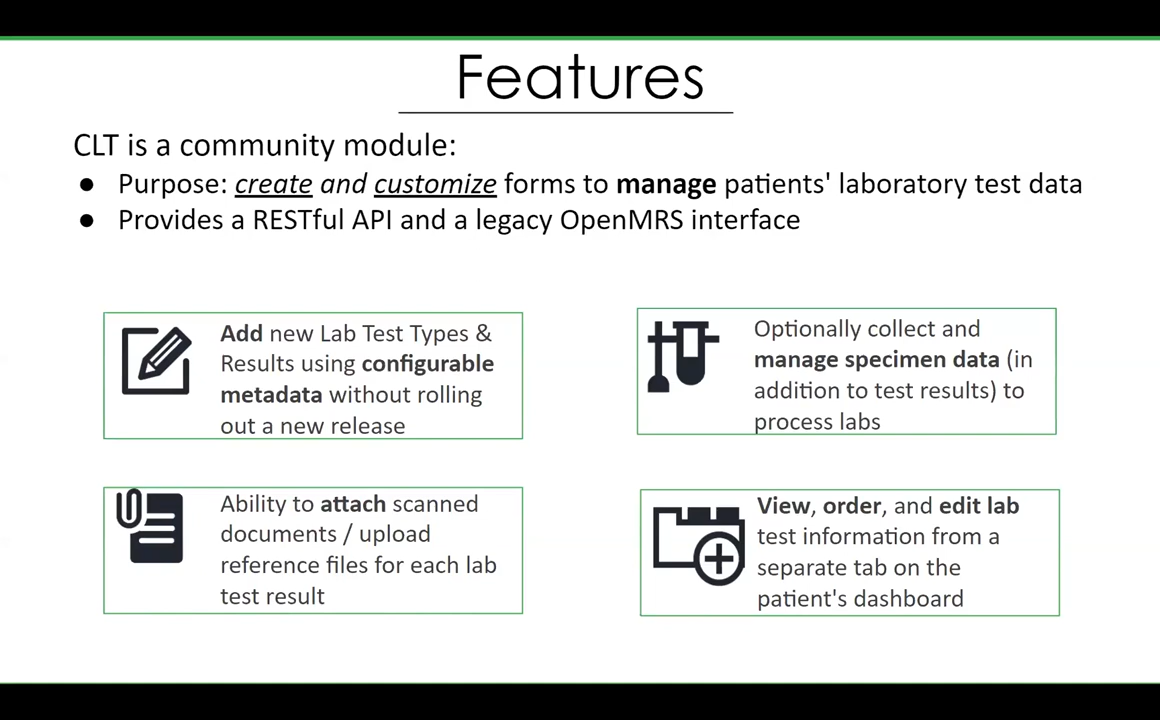 Features
CLT is a community module:
● Purpose: create and customize forms to manage patients' laboratory test data
● Provides a RESTful API and a legacy OpenMRS interface
Add new Lab Test Types &
Results using configurable
metadata without rolling
out a new release
Optionally collect and
manage specimen data (in
addition to test results) to
process labs
Ability to attach scanned
documents / upload
reference files for each lab
test result
View, order, and edit lab
test information from a
separate tab on the
patient's dashboard